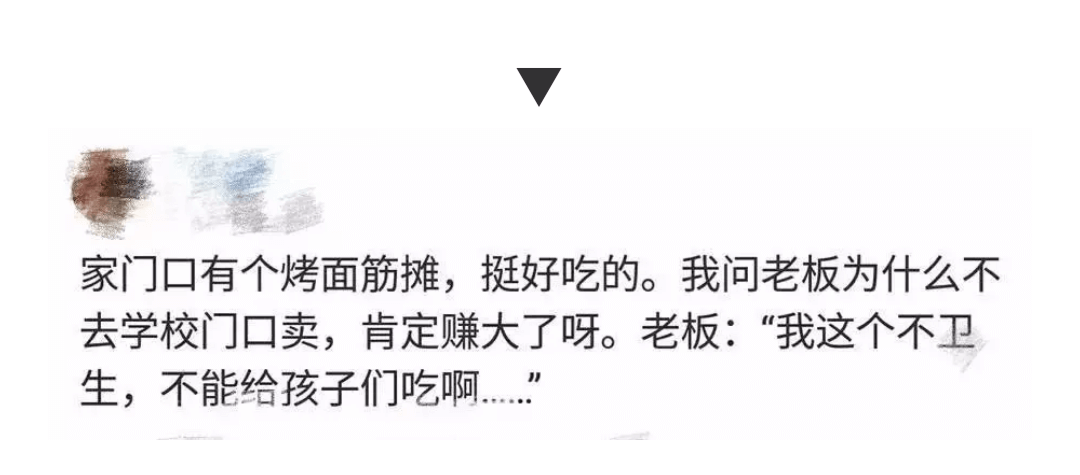 家门口有个烤面筋摊，挺好吃的。我问老板为什么不
去学校门口卖，肯定赚大了呀。老板：“我这个不卫
生，不能给孩子们吃啊……”